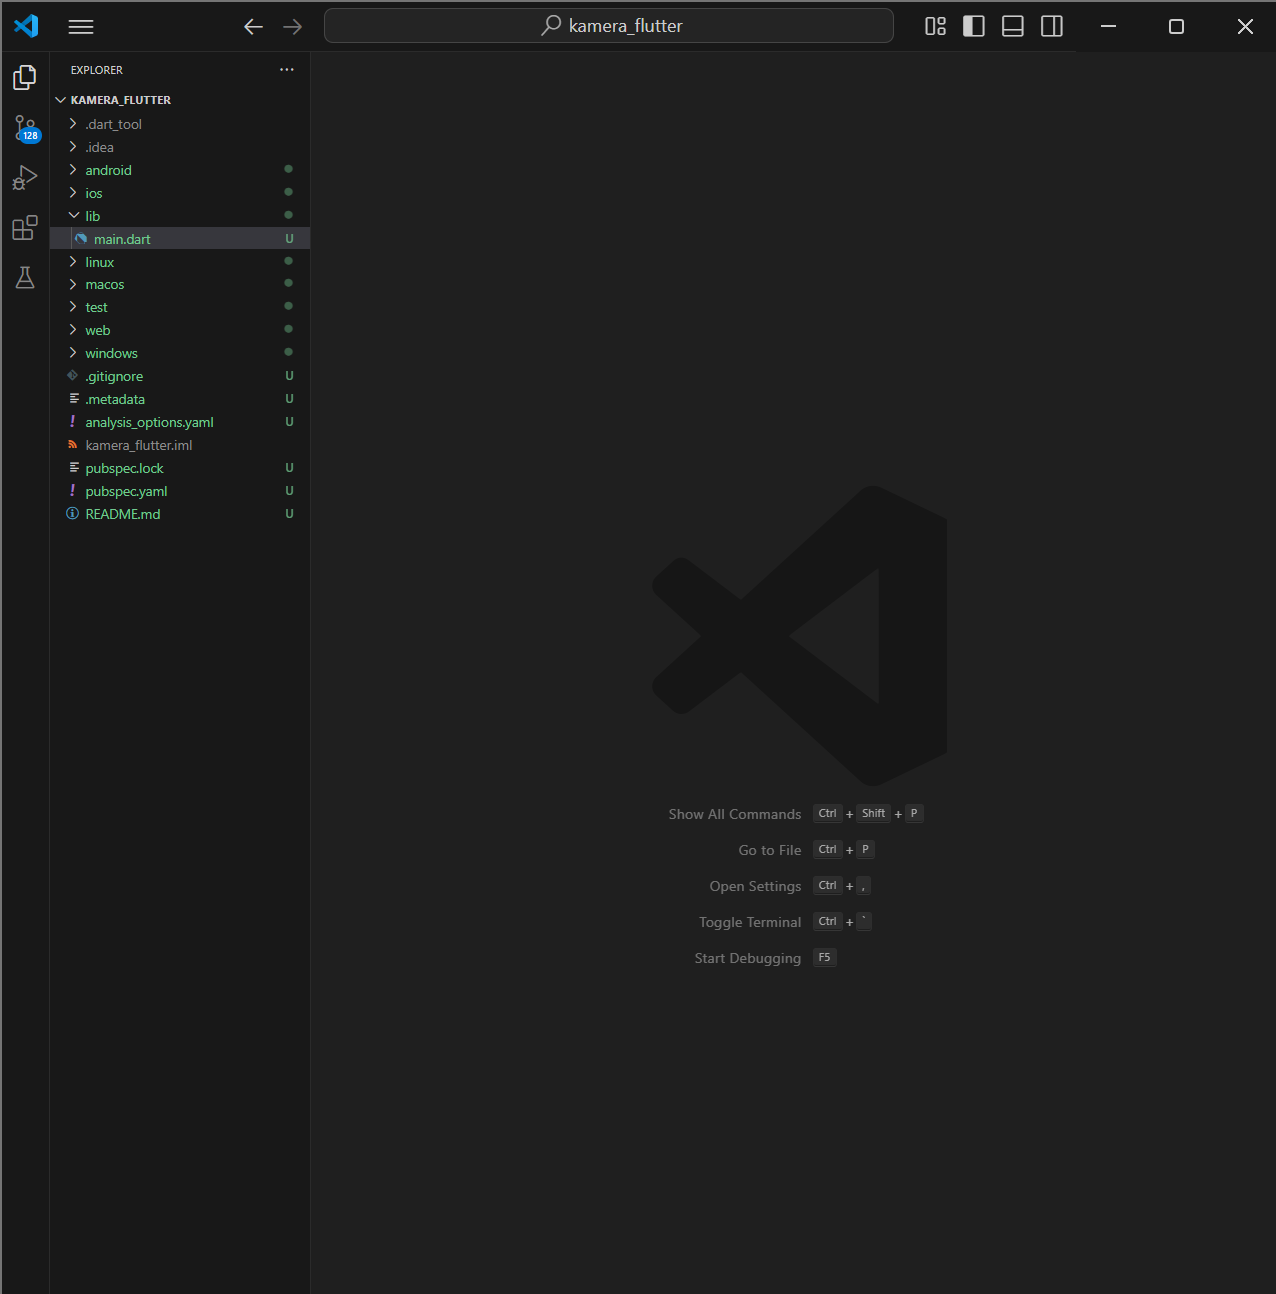 kamera_flutter
EXPLORER
KAMERA_FLUTTER
128
.dart_tool
.idea
android
ios
lib
main.dart U
linux
macos
test
web
windows
.gitignore U
.metadata U
! analysis_options.yaml U
kamera_flutter.iml
pubspec.lock U
! pubspec.yaml U
README.md U
Show All Commands Ctrl + Shift + P
Go to File Ctrl + P
Open Settings Ctrl + ,
Toggle Terminal Ctrl + `
Start Debugging F5